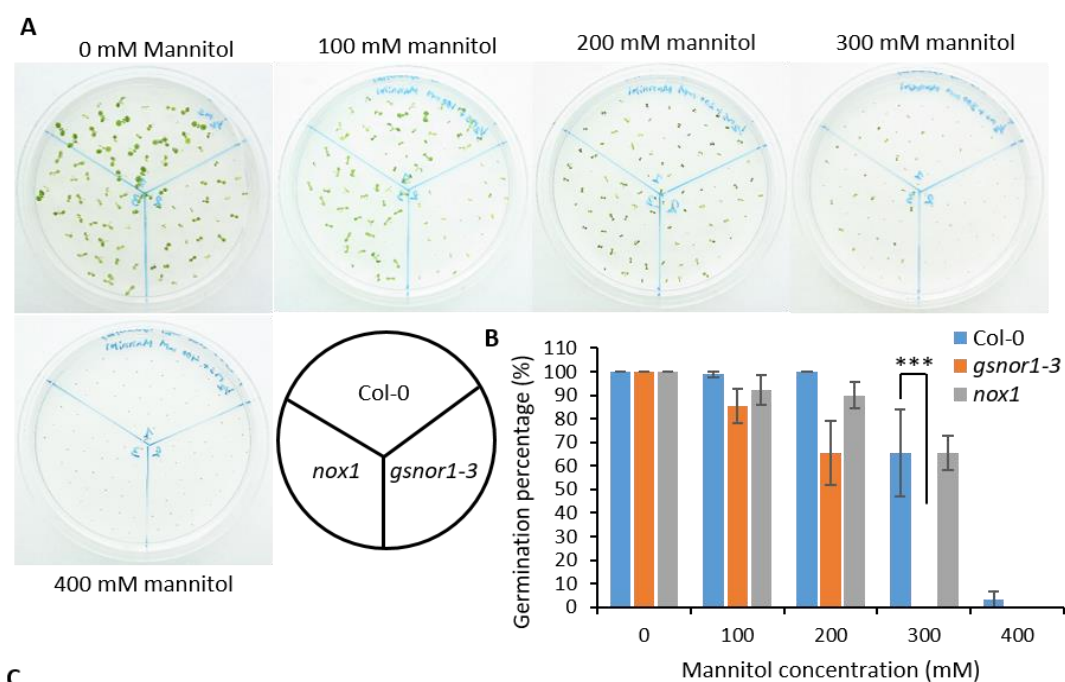 A
0 mM Mannitol
100 mM mannitol
200 mM mannitol
300 mM mannitol
400 mM mannitol
Col-0
nox1
gsnor1-3
B
Germination percentage (%)
110
100
90
80
70
60
50
40
30
20
10
0
0
100
200
300
400
Mannitol concentration (mM)
***
Col-0
gsnor1-3
nox1
C